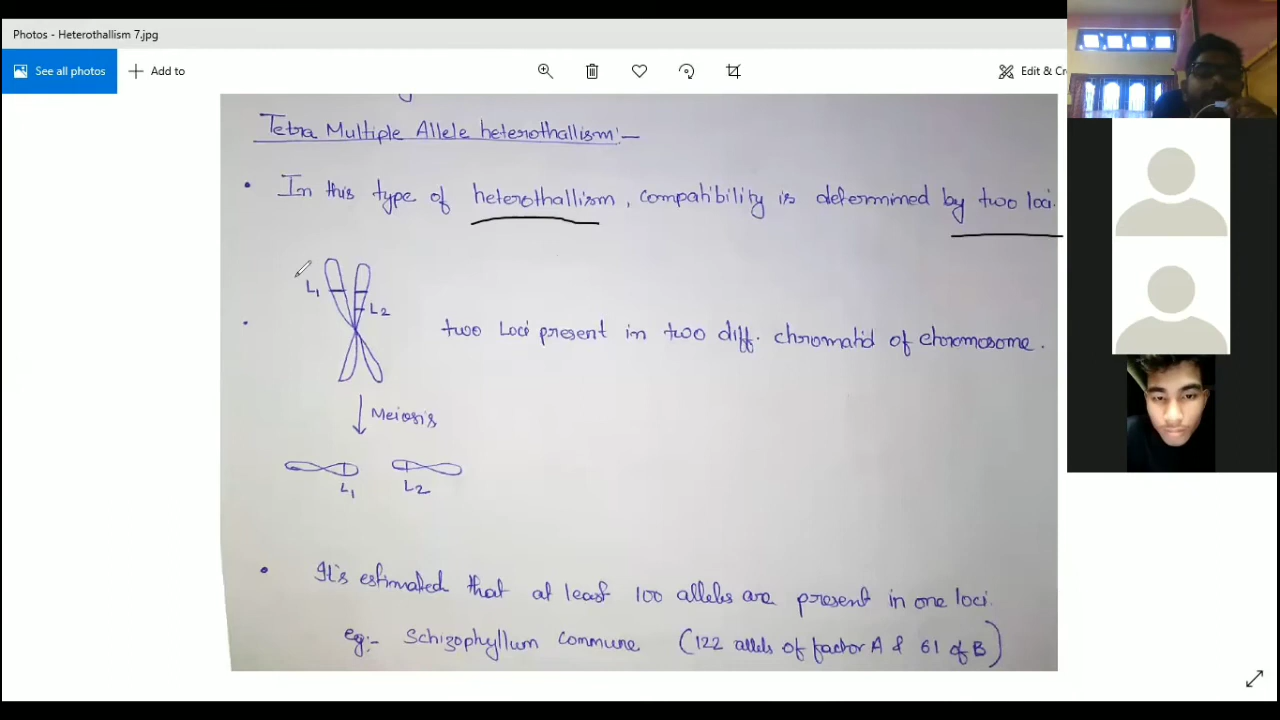 Photos - Heterothallism 7.jpg
See all photos
Add to
Edit & Cr
Tetra Multiple Allele heterothallism:-
• In this type of heterothallism, compatibility is determined by two loci.
L1
L2
• two Loci present in two diff. chromatid of chromosome.
Meiosis
L1 L2
• It's estimated that at least 100 alleles are present in one loci.
eg:- Schizophyllum commune (122 allels of factor A & 61 of B)